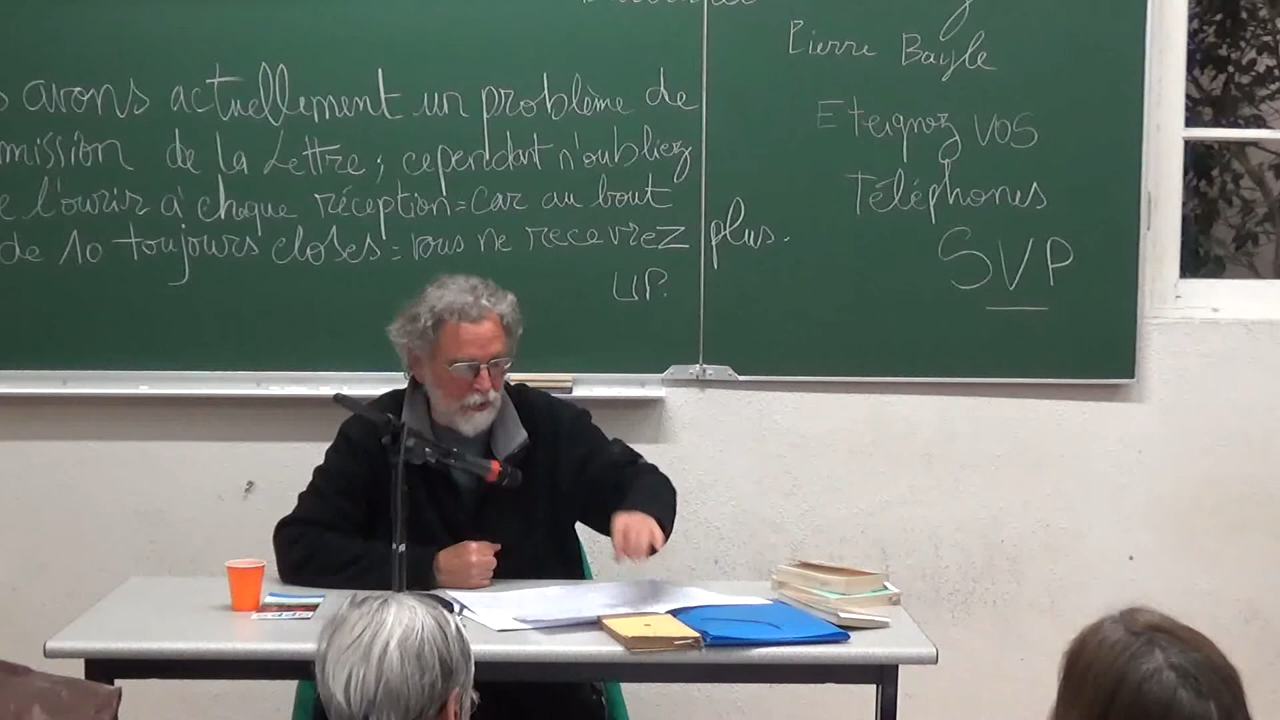 avons actuellement un problème de
mission de la Lettre; cependant n'oubliez
e l'ouvrir à chaque réception = car au bout
de 10 toujours closes = vous ne recevrez plus.
UP.
Pierre Bayle
Eteignez vos
Téléphones
SVP